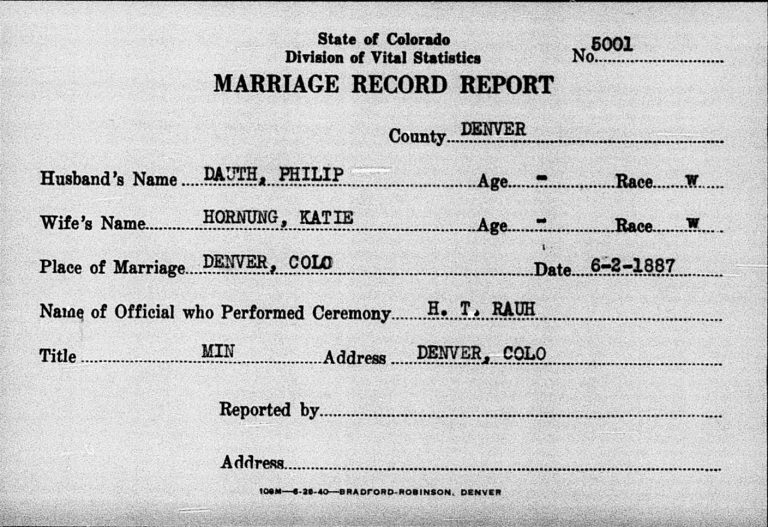 State of Colorado
Division of Vital Statistics
No. 5001
MARRIAGE RECORD REPORT
County DENVER
Husband's Name DAUTH, PHILIP Age - Race W
Wife's Name HORNUNG, KATIE Age - Race W
Place of Marriage DENVER, COLO Date 6-2-1887
Name of Official who Performed Ceremony H. T. RAUH
Title MIN Address DENVER, COLO
Reported by
Address
10M—6-28-40—BRADFORD-ROBINSON, DENVER